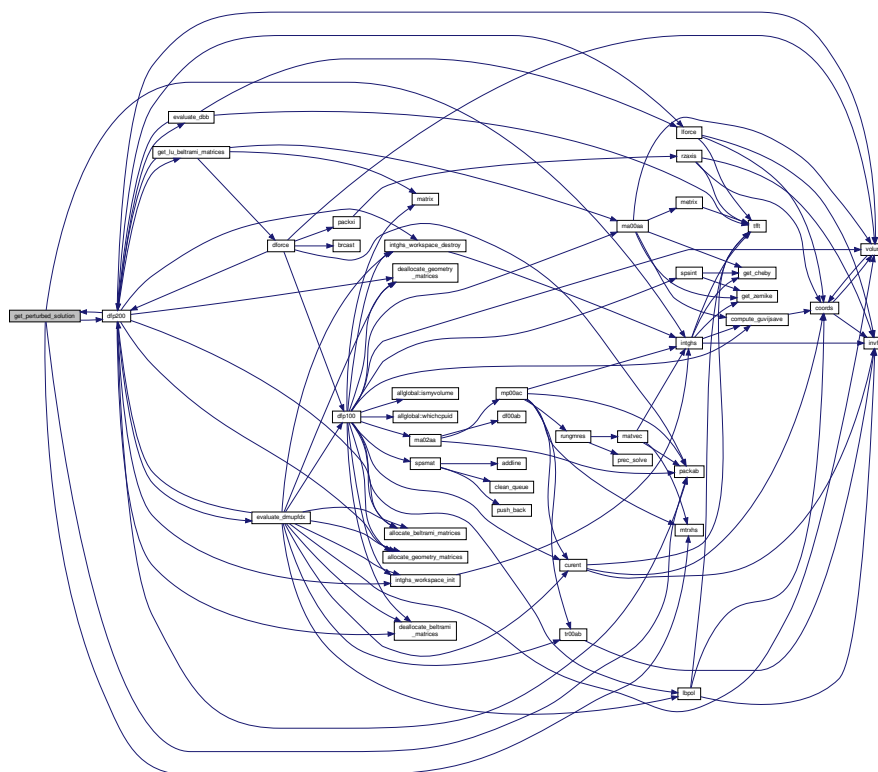 get_perturbed_solution
dfp200
evaluate_dbb
get_lu_beltrami_matrices
evaluate_dmupfdx
dforce
packxi
brcast
dfp100
matrix
intghs_workspace_destroy
deallocate_geometry
_matrices
allglobal::ismyvolume
allglobal::whichcpuid
ma02aa
spsmat
allocate_beltrami_matrices
allocate_geometry_matrices
intghs_workspace_init
deallocate_beltrami
_matrices
mp00ac
df00ab
addline
clean_queue
push_back
rungmres
curent
tr00ab
ma00aa
matvec
prec_solve
lforce
rzaxis
matrix
spsint
intghs
packab
mtrxhs
lbpol
tfft
get_cheby
get_zernike
compute_guvijsave
coords